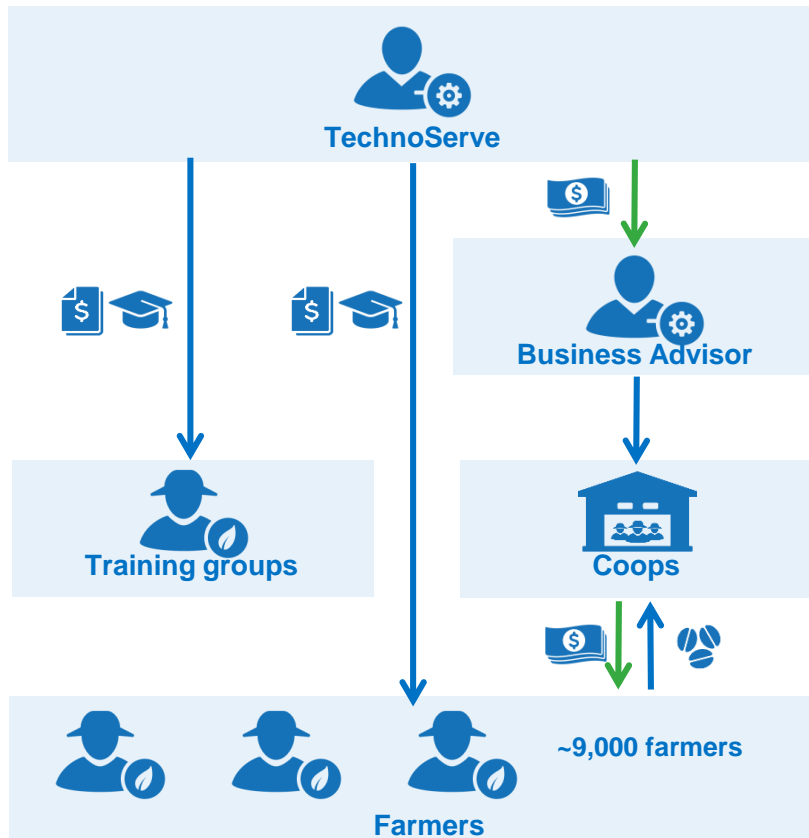 TechnoServe
$
$
$
Business Advisor
Training groups
Coops
$
~9,000 farmers
Farmers